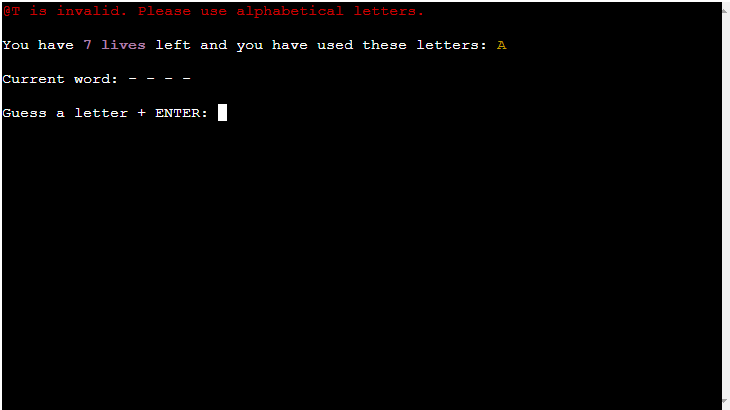 @T is invalid. Please use alphabetical letters.
You have 7 lives left and you have used these letters: A
Current word: - - - -
Guess a letter + ENTER: